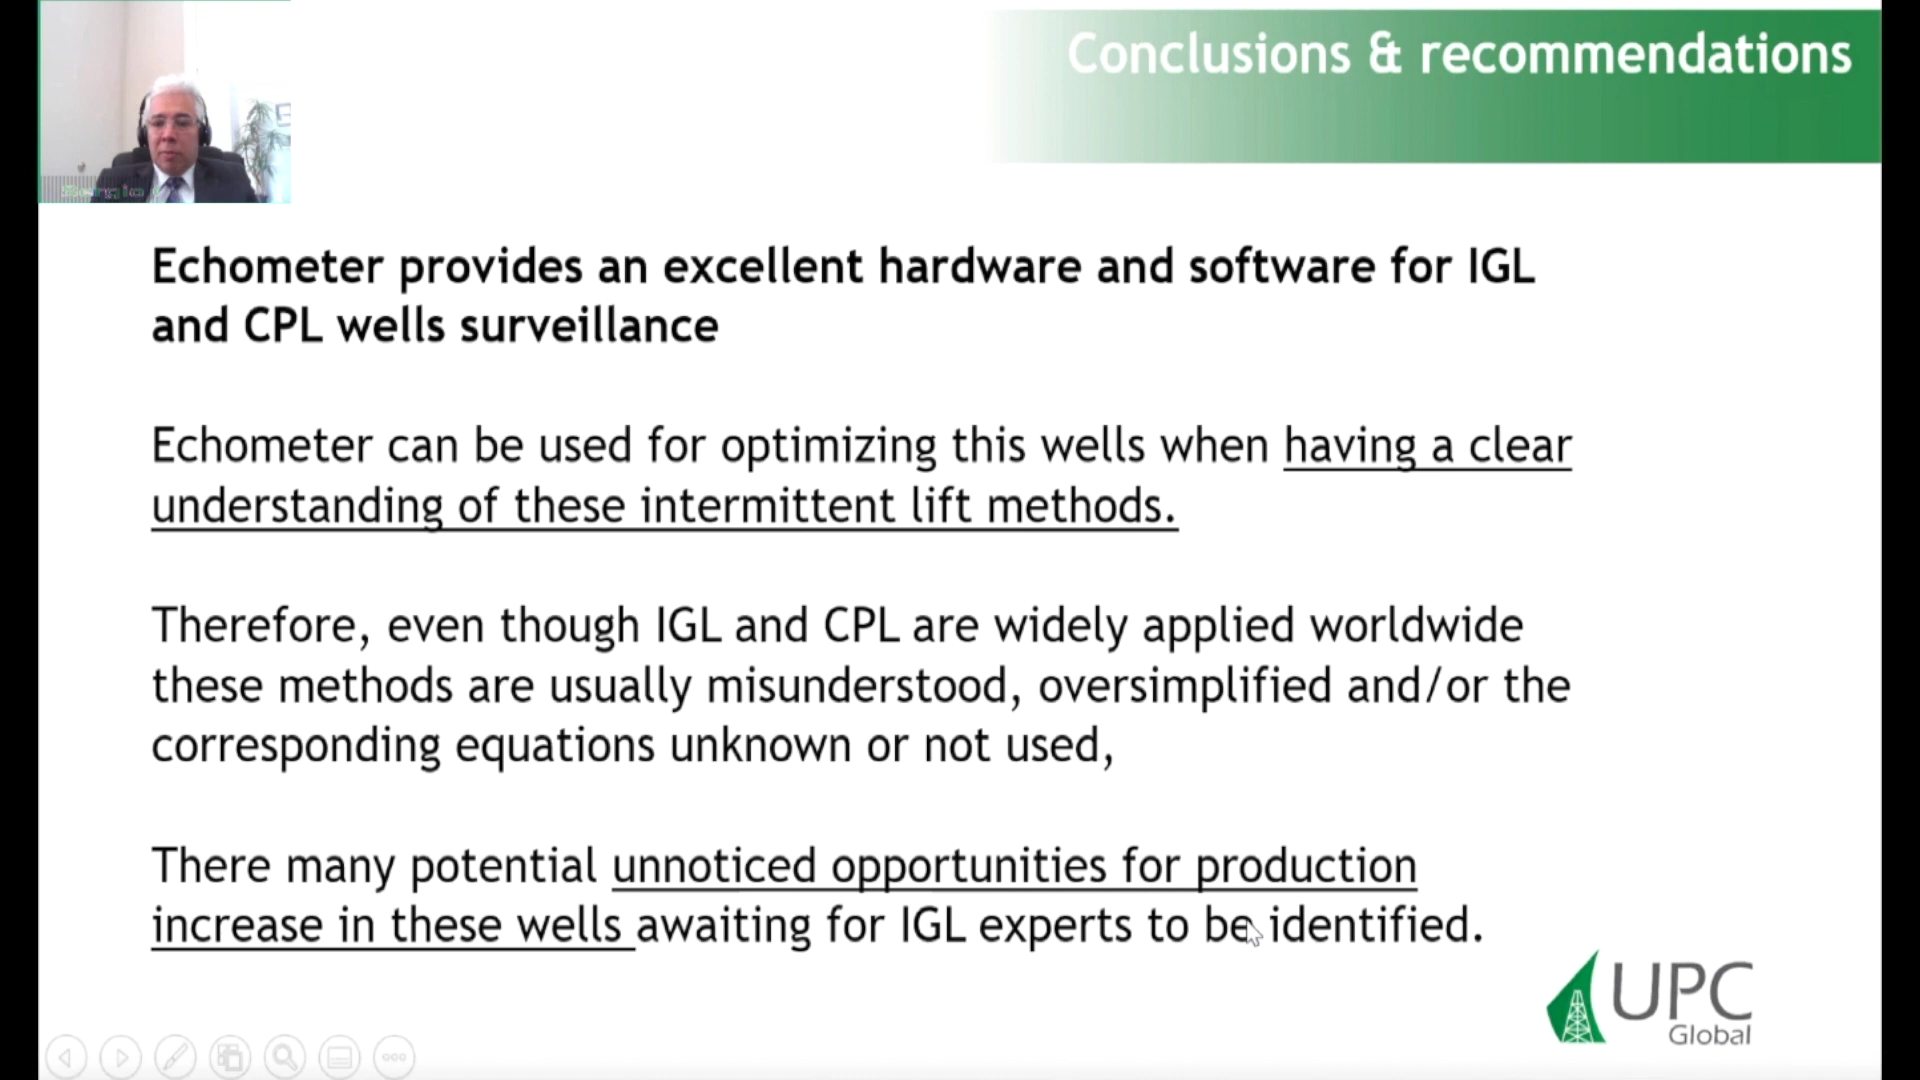 Conclusions & recommendations
Echometer provides an excellent hardware and software for IGL
and CPL wells surveillance
Echometer can be used for optimizing this wells when having a clear
understanding of these intermittent lift methods.
Therefore, even though IGL and CPL are widely applied worldwide
these methods are usually misunderstood, oversimplified and/or the
corresponding equations unknown or not used,
There many potential unnoticed opportunities for production
increase in these wells awaiting for IGL experts to be identified.
UPC
Global